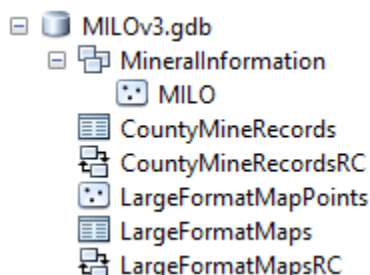 MILOv3.gdb
MineralInformation
MILO
CountyMineRecords
CountyMineRecordsRC
LargeFormatMapPoints
LargeFormatMaps
LargeFormatMapsRC